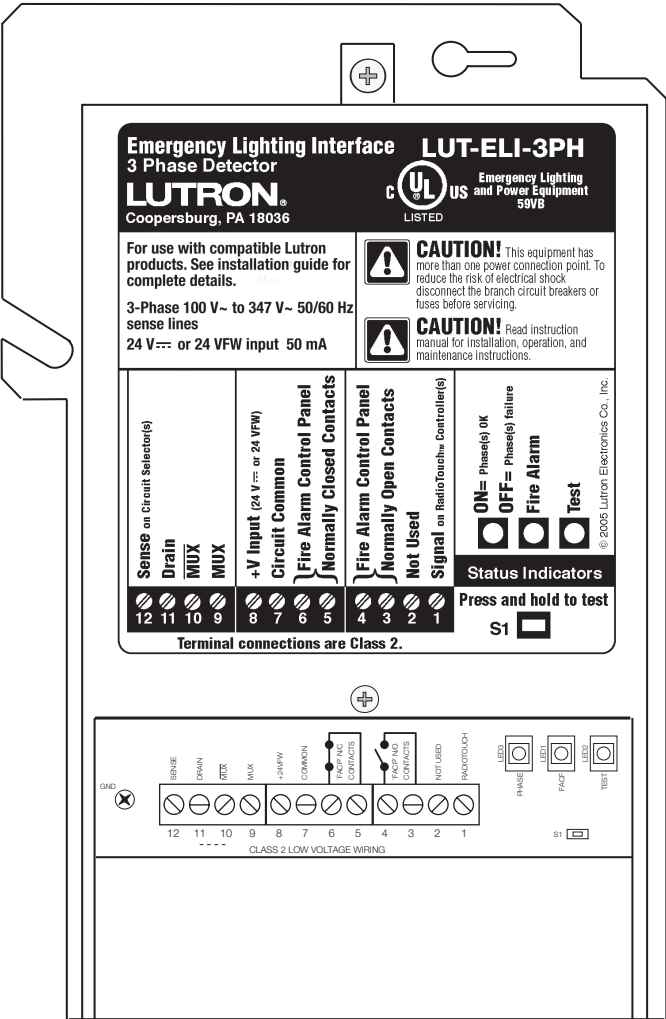 Emergency Lighting Interface
3 Phase Detector
LUTRON®
Coopersburg, PA 18036
LUT-ELI-3PH
C UL US
LISTED
Emergency Lighting
and Power Equipment
59VB
For use with compatible Lutron
products. See installation guide for
complete details.
3-Phase 100 V~ to 347 V~ 50/60 Hz
sense lines
24 V⎓ or 24 VFW input 50 mA
CAUTION! This equipment has
more than one power connection point. To
reduce the risk of electrical shock
disconnect the branch circuit breakers or
fuses before servicing.
CAUTION! Read instruction
manual for installation, operation, and
maintenance instructions.
Sense on Circuit Selector(s)
Drain
M̅U̅X̅
MUX
+V Input (24 V⎓ or 24 VFW)
Circuit Common
Fire Alarm Control Panel
Normally Closed Contacts
Fire Alarm Control Panel
Normally Open Contacts
Not Used
Signal on RadioTouch™ Controller(s)
ON= Phase(s) OK
OFF= Phase(s) failure
Fire Alarm
Test
© 2005 Lutron Electronics Co., Inc.
Status Indicators
12 11 10 9 8 7 6 5 4 3 2 1
Press and hold to test
S1
Terminal connections are Class 2.
GND
SENSE
DRAIN
M̅U̅X̅
MUX
+24VFW
COMMON
'FACP' N/C
CONTACTS
'FACP' N/O
CONTACTS
NOT USED
RADIOTOUCH
LED3
PHASE
LED1
FACP
LED2
TEST
12 11 10 9 8 7 6 5 4 3 2 1
S1
CLASS 2 LOW VOLTAGE WIRING